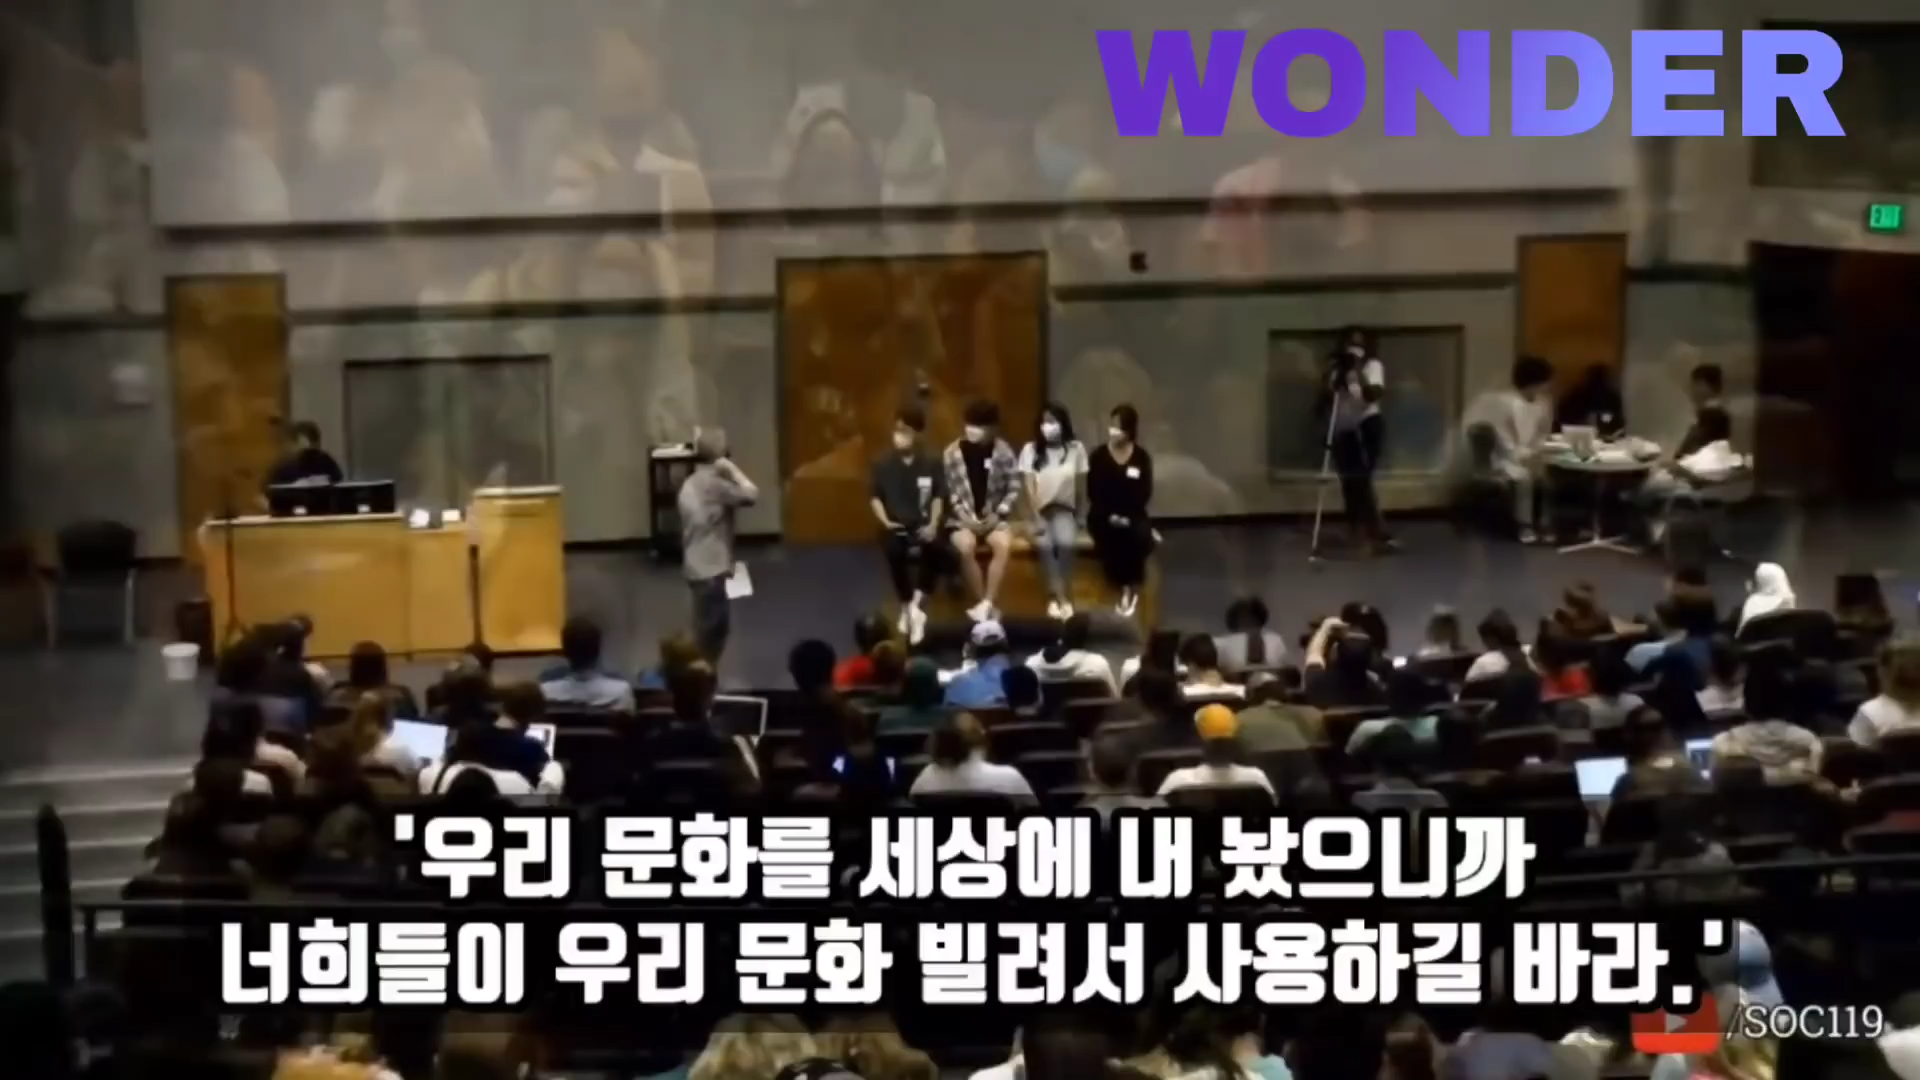 WONDER
'우리 문화를 세상에 내 놨으니까
너희들이 우리 문화 빌려서 사용하길 바라.'
/SOC119